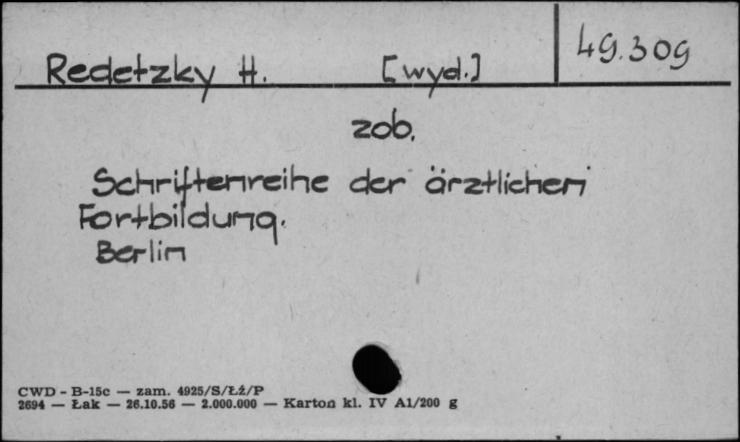 Redetzky H. [wyd.] 49.309
zob.
Schriftenreihe der ärztlichen
Fortbildung.
Berlin
CWD - B-15c — zam. 4925/S/Łź/P
2694 — Łak — 26.10.56 — 2.000.000 — Karton kl. IV A1/200 g